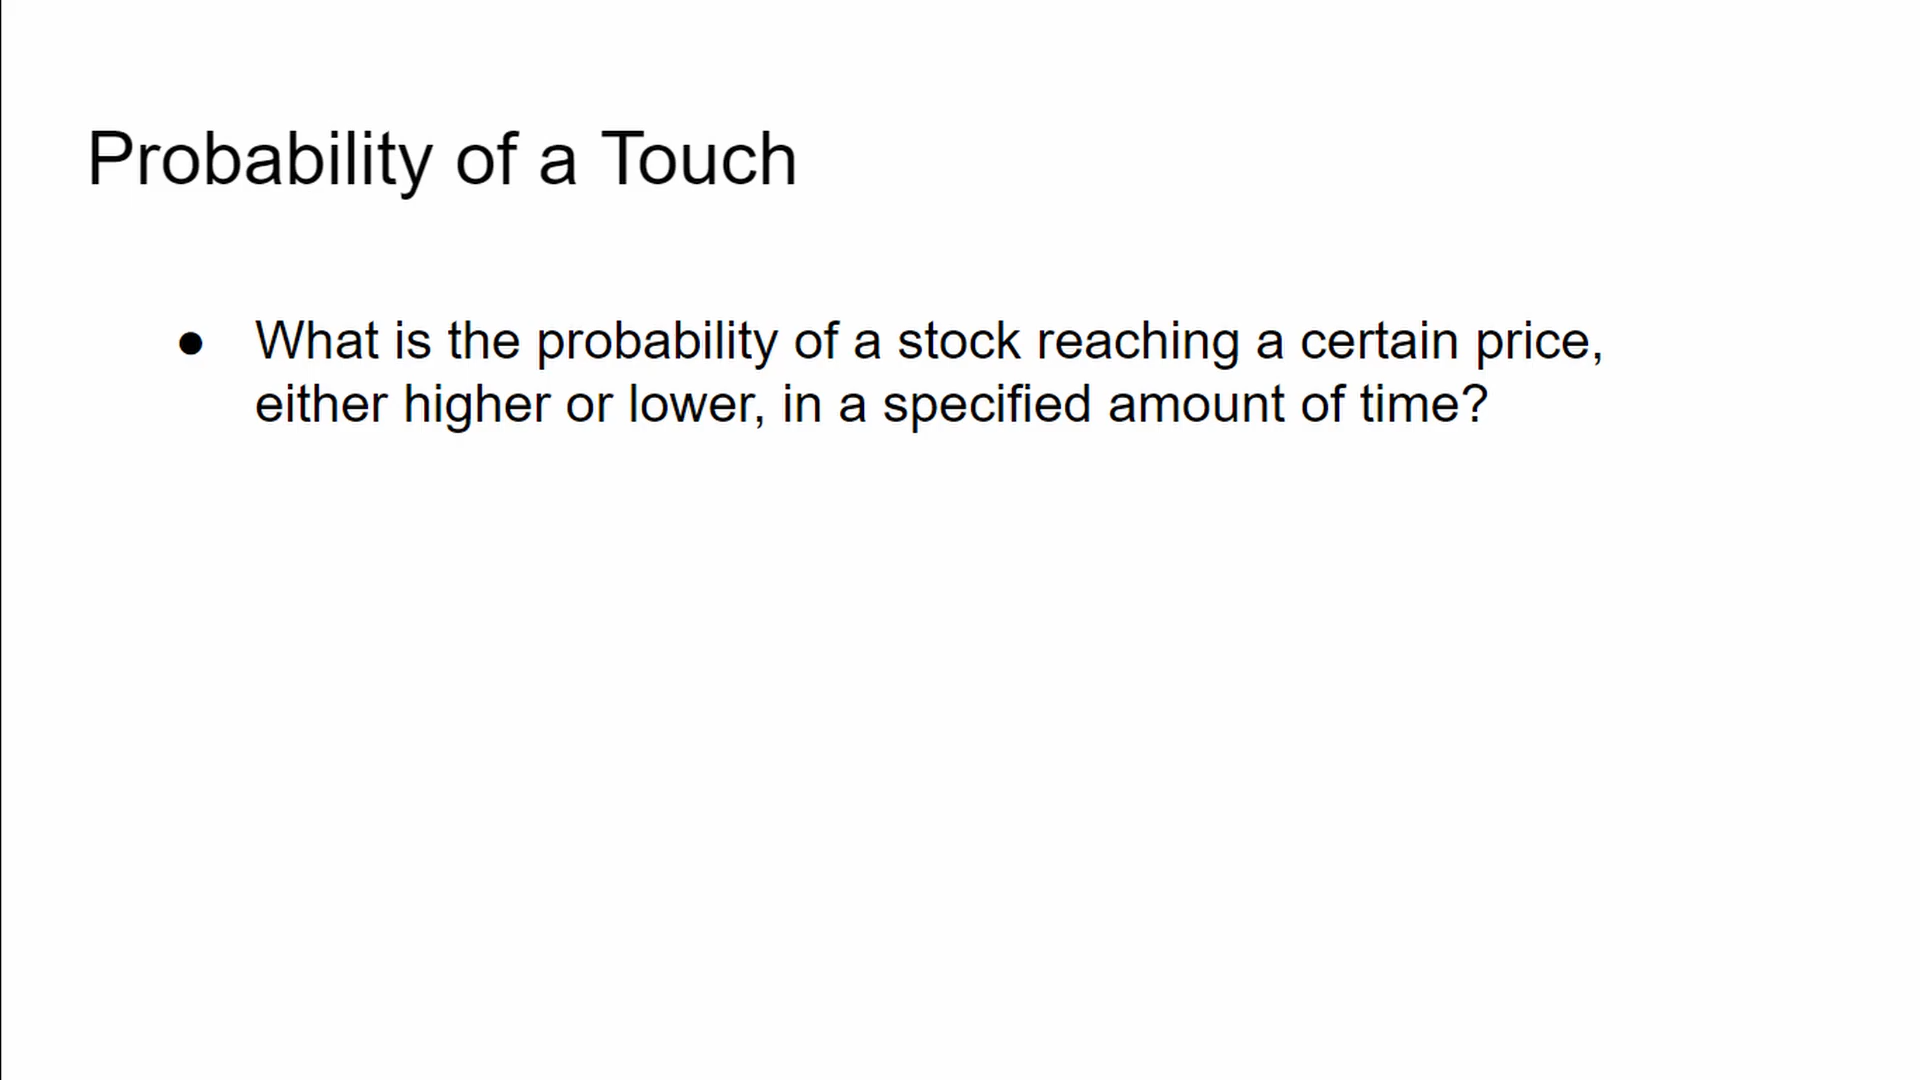 Probability of a Touch
● What is the probability of a stock reaching a certain price,
either higher or lower, in a specified amount of time?